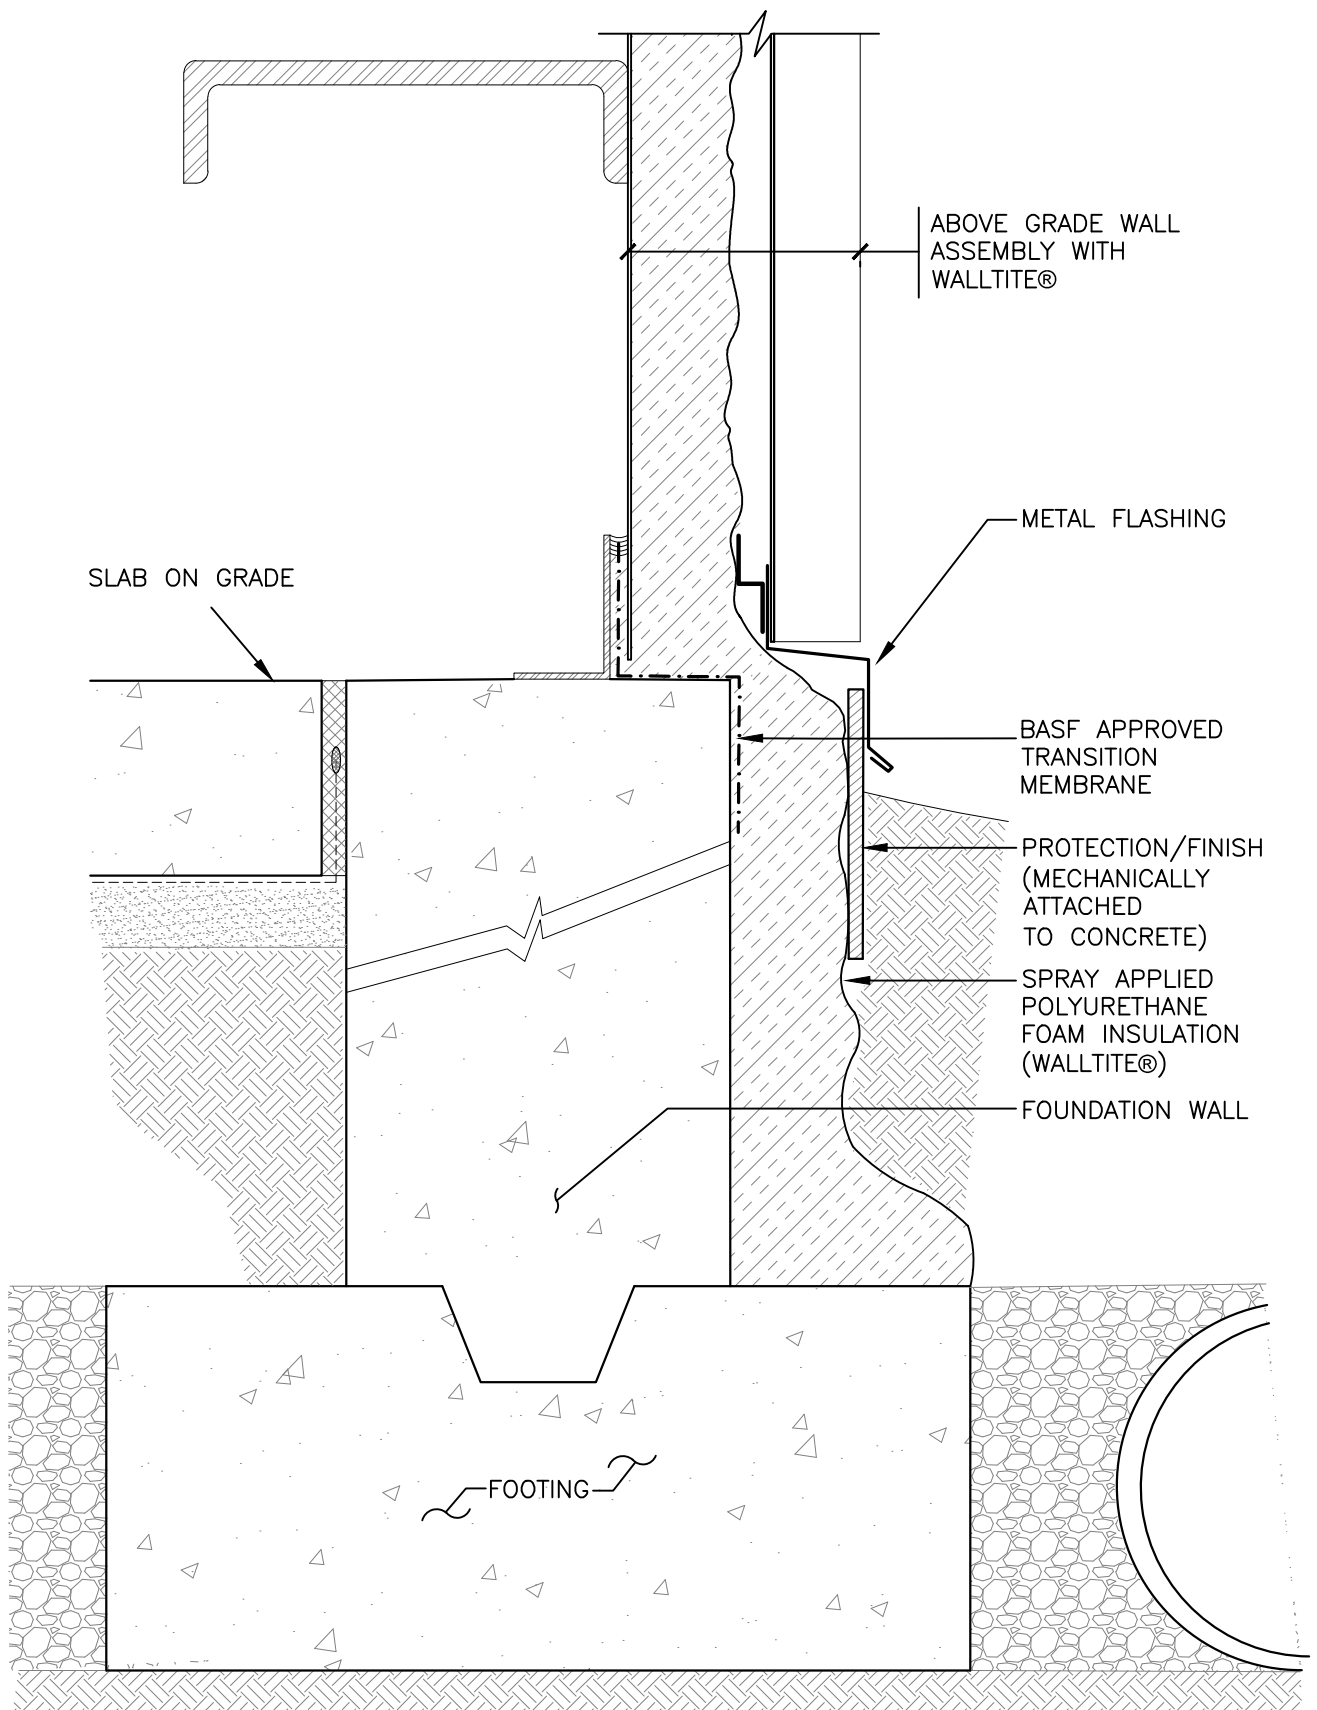 ABOVE GRADE WALL
ASSEMBLY WITH
WALLTITE®
METAL FLASHING
SLAB ON GRADE
BASF APPROVED
TRANSITION
MEMBRANE
PROTECTION/FINISH
(MECHANICALLY
ATTACHED
TO CONCRETE)
SPRAY APPLIED
POLYURETHANE
FOAM INSULATION
(WALLTITE®)
FOUNDATION WALL
FOOTING